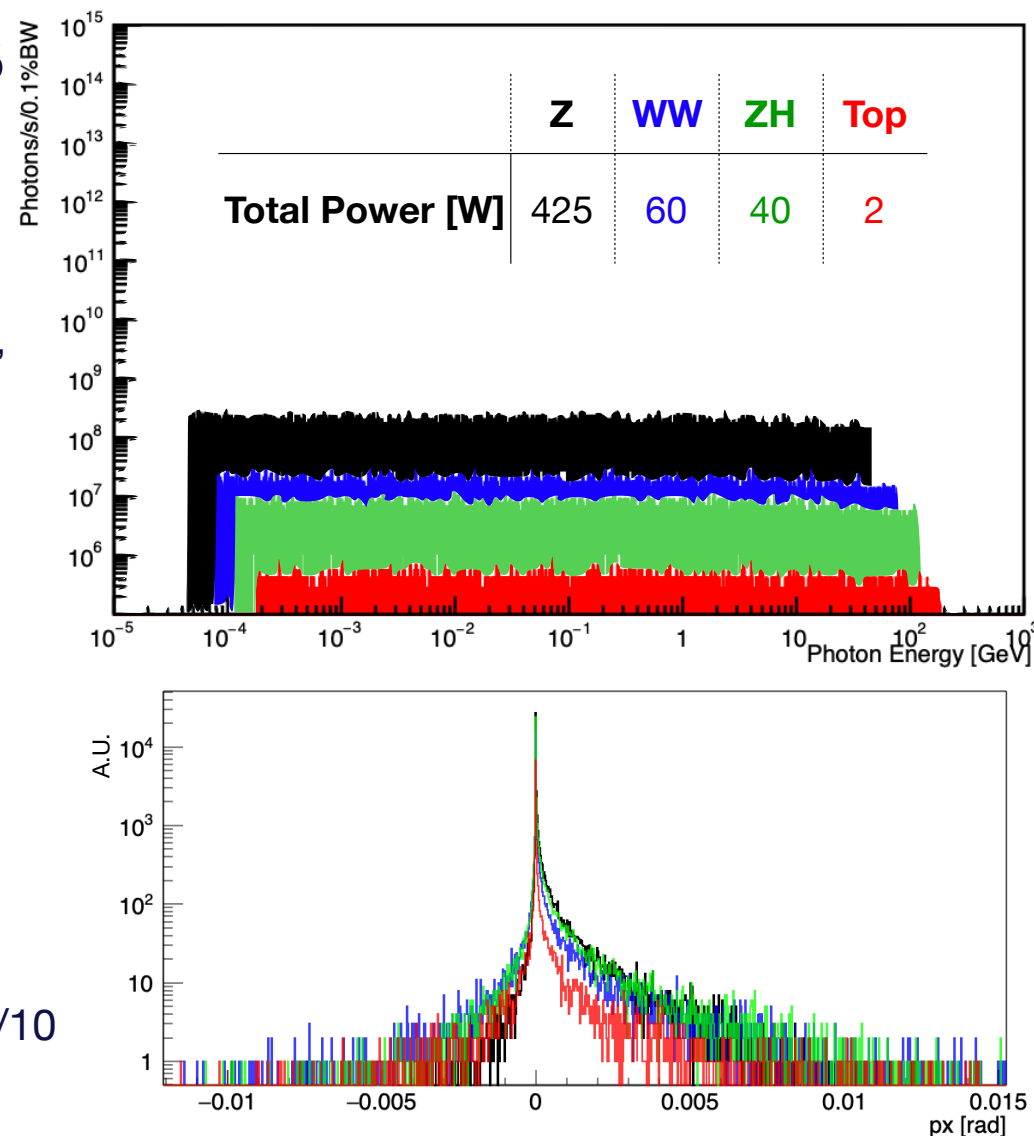 Photons/s/0.1%BW
10^15
10^14
10^13
10^12
10^11
10^10
10^9
10^8
10^7
10^6
Z WW ZH Top
Total Power [W] 425 60 40 2
10^−5 10^−4 10^−3 10^−2 10^−1 1 10 10^2 10^3
Photon Energy [GeV]
A.U.
10^4
10^3
10^2
10
1
−0.01 −0.005 0 0.005 0.01 0.015
px [rad]
/10